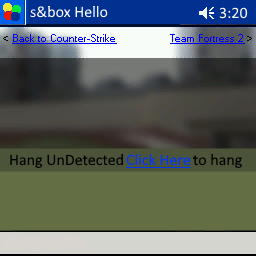 s&box Hello 3:20
< Back to Counter-Strike Team Fortress 2 >
Hang UnDetected Click Here to hang